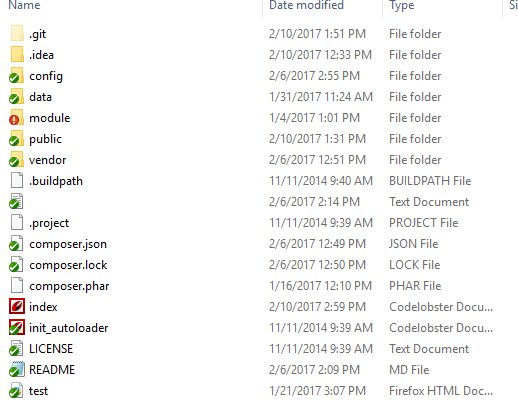 Name Date modified Type Si
.git 2/10/2017 1:51 PM File folder
.idea 2/10/2017 12:33 PM File folder
config 2/6/2017 2:55 PM File folder
data 1/31/2017 11:24 AM File folder
module 1/4/2017 1:01 PM File folder
public 2/10/2017 1:31 PM File folder
vendor 2/6/2017 12:51 PM File folder
.buildpath 11/11/2014 9:40 AM BUILDPATH File
2/6/2017 2:14 PM Text Document
.project 11/11/2014 9:39 AM PROJECT File
composer.json 2/6/2017 12:49 PM JSON File
composer.lock 2/6/2017 12:50 PM LOCK File
composer.phar 1/16/2017 12:10 PM PHAR File
index 2/10/2017 2:59 PM Codelobster Docu...
init_autoloader 11/11/2014 9:39 AM Codelobster Docu...
LICENSE 11/11/2014 9:39 AM Text Document
README 2/6/2017 2:09 PM MD File
test 1/21/2017 3:07 PM Firefox HTML Doc...